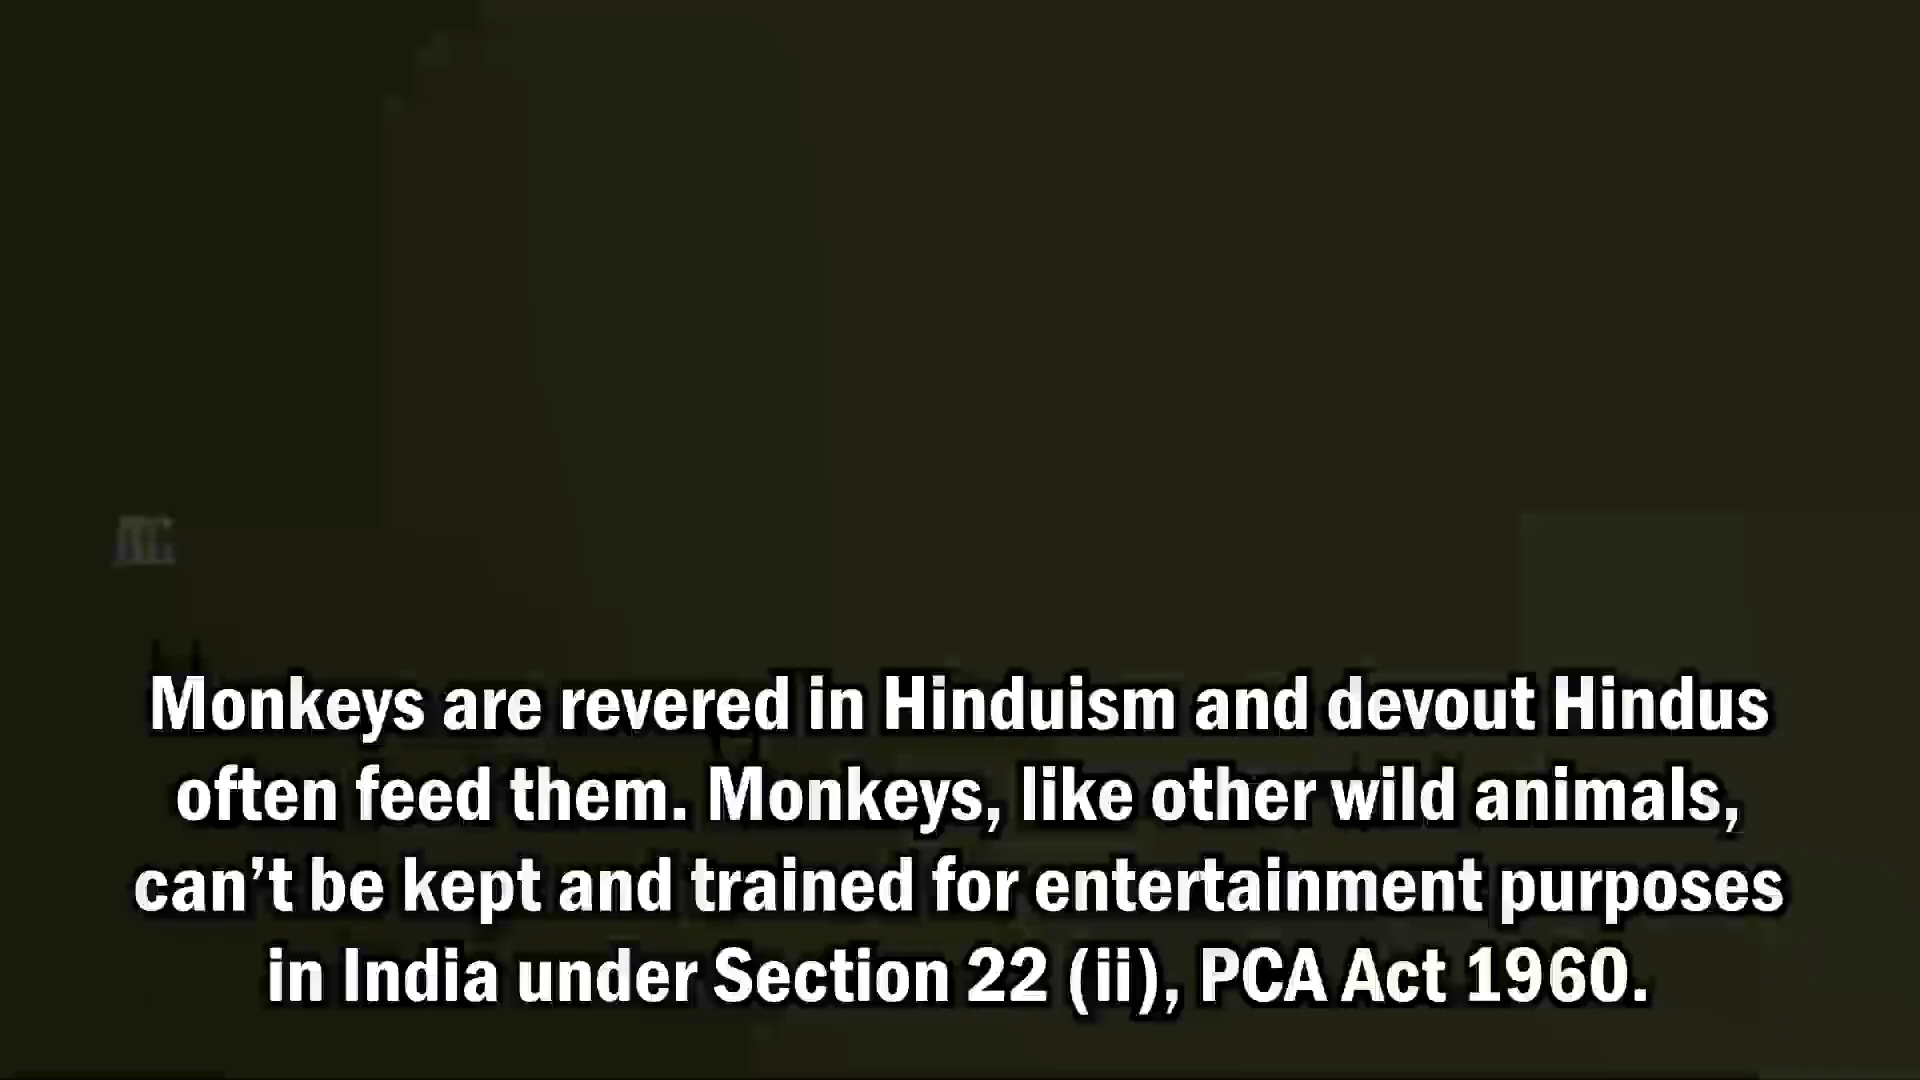 Monkeys are revered in Hinduism and devout Hindus
often feed them. Monkeys, like other wild animals,
can’t be kept and trained for entertainment purposes
in India under Section 22 (ii), PCA Act 1960.